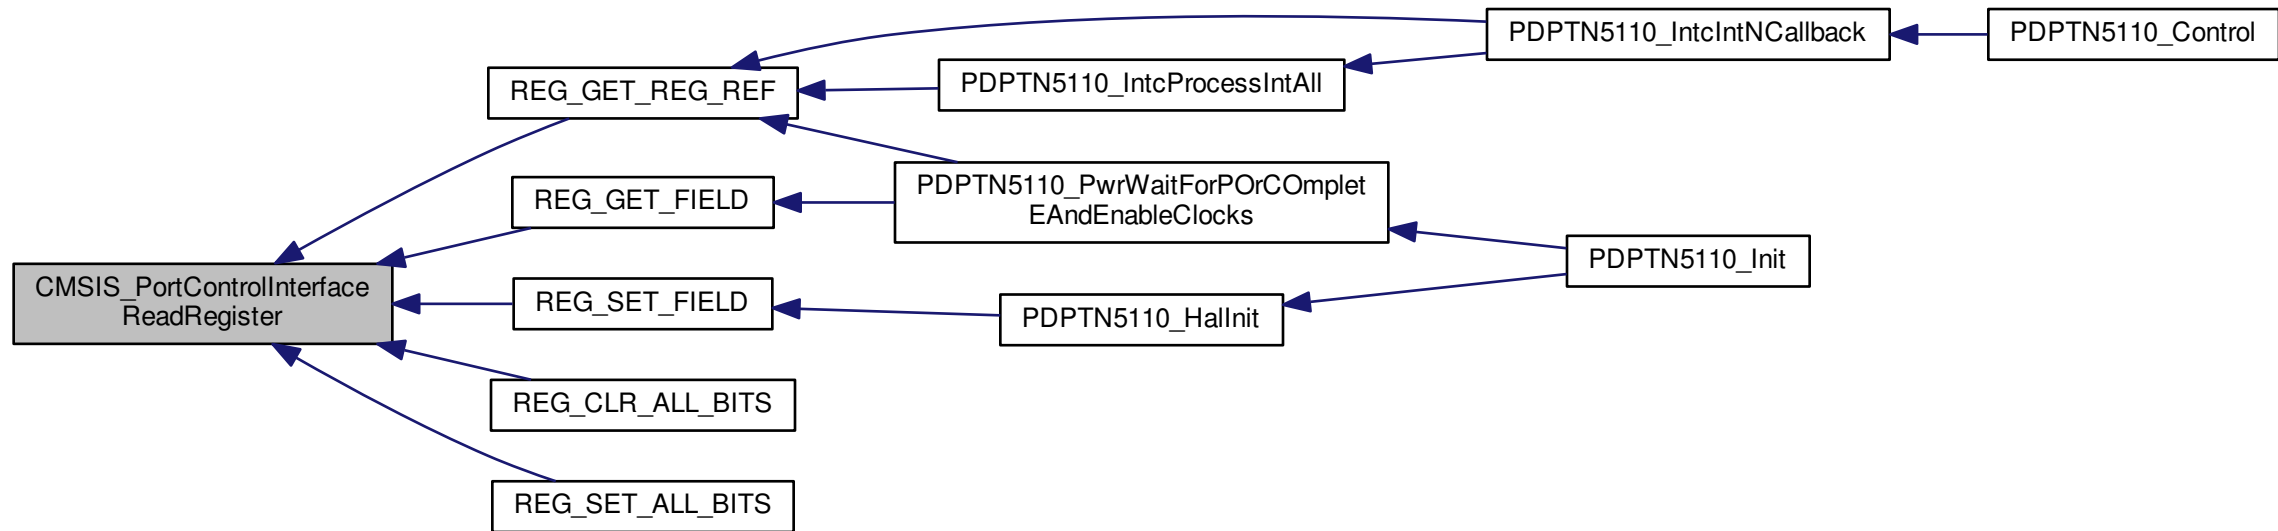 PDPTN5110_IntcIntNCallback
PDPTN5110_Control
REG_GET_REG_REF
PDPTN5110_IntcProcessIntAll
PDPTN5110_PwrWaitForPOrCOmplet
EAndEnableClocks
REG_GET_FIELD
PDPTN5110_Init
CMSIS_PortControlInterface
ReadRegister
REG_SET_FIELD
PDPTN5110_HalInit
REG_CLR_ALL_BITS
REG_SET_ALL_BITS